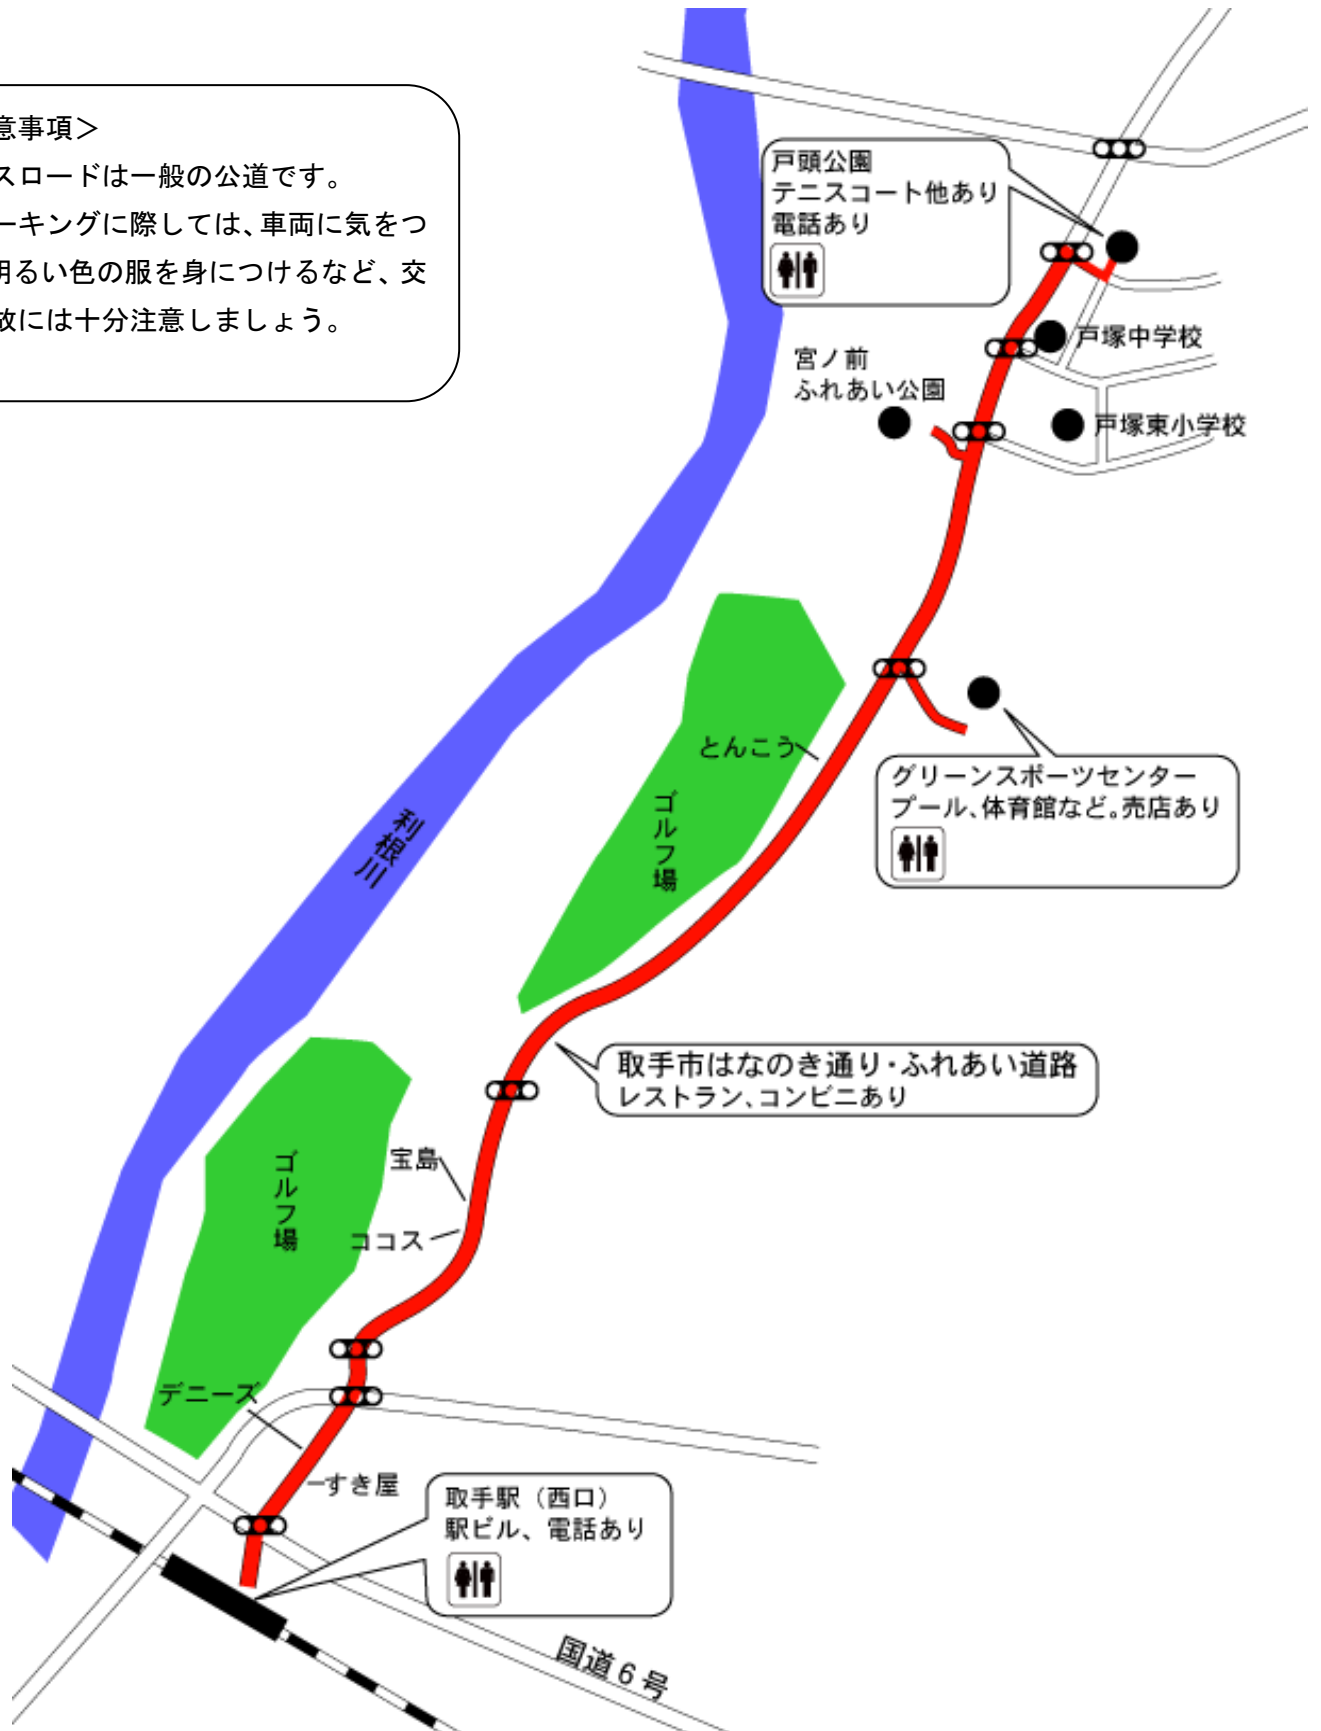 意事項＞
スロードは一般の公道です。
ーキングに際しては、車両に気をつ
明るい色の服を身につけるなど、交
故には十分注意しましょう。
戸頭公園
テニスコート他あり
電話あり
戸塚中学校
宮ノ前
ふれあい公園
戸塚東小学校
とんこう
グリーンスポーツセンター
プール、体育館など。売店あり
ゴルフ場
利根川
取手市はなのき通り・ふれあい道路
レストラン、コンビニあり
宝島
ゴルフ場
ココス
デニーズ
すき屋
取手駅（西口）
駅ビル、電話あり
国道６号